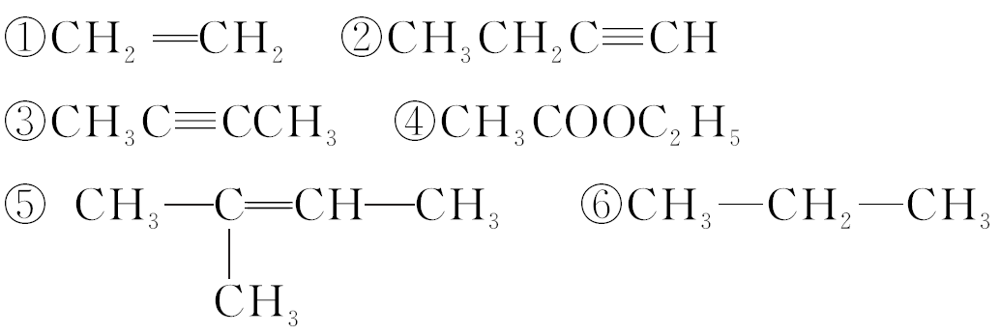 ①CH₂═CH₂ ②CH₃CH₂C≡CH
③CH₃C≡CCH₃ ④CH₃COOC₂H₅
⑤ CH₃—C═CH—CH₃ ⑥CH₃—CH₂—CH₃
CH₃